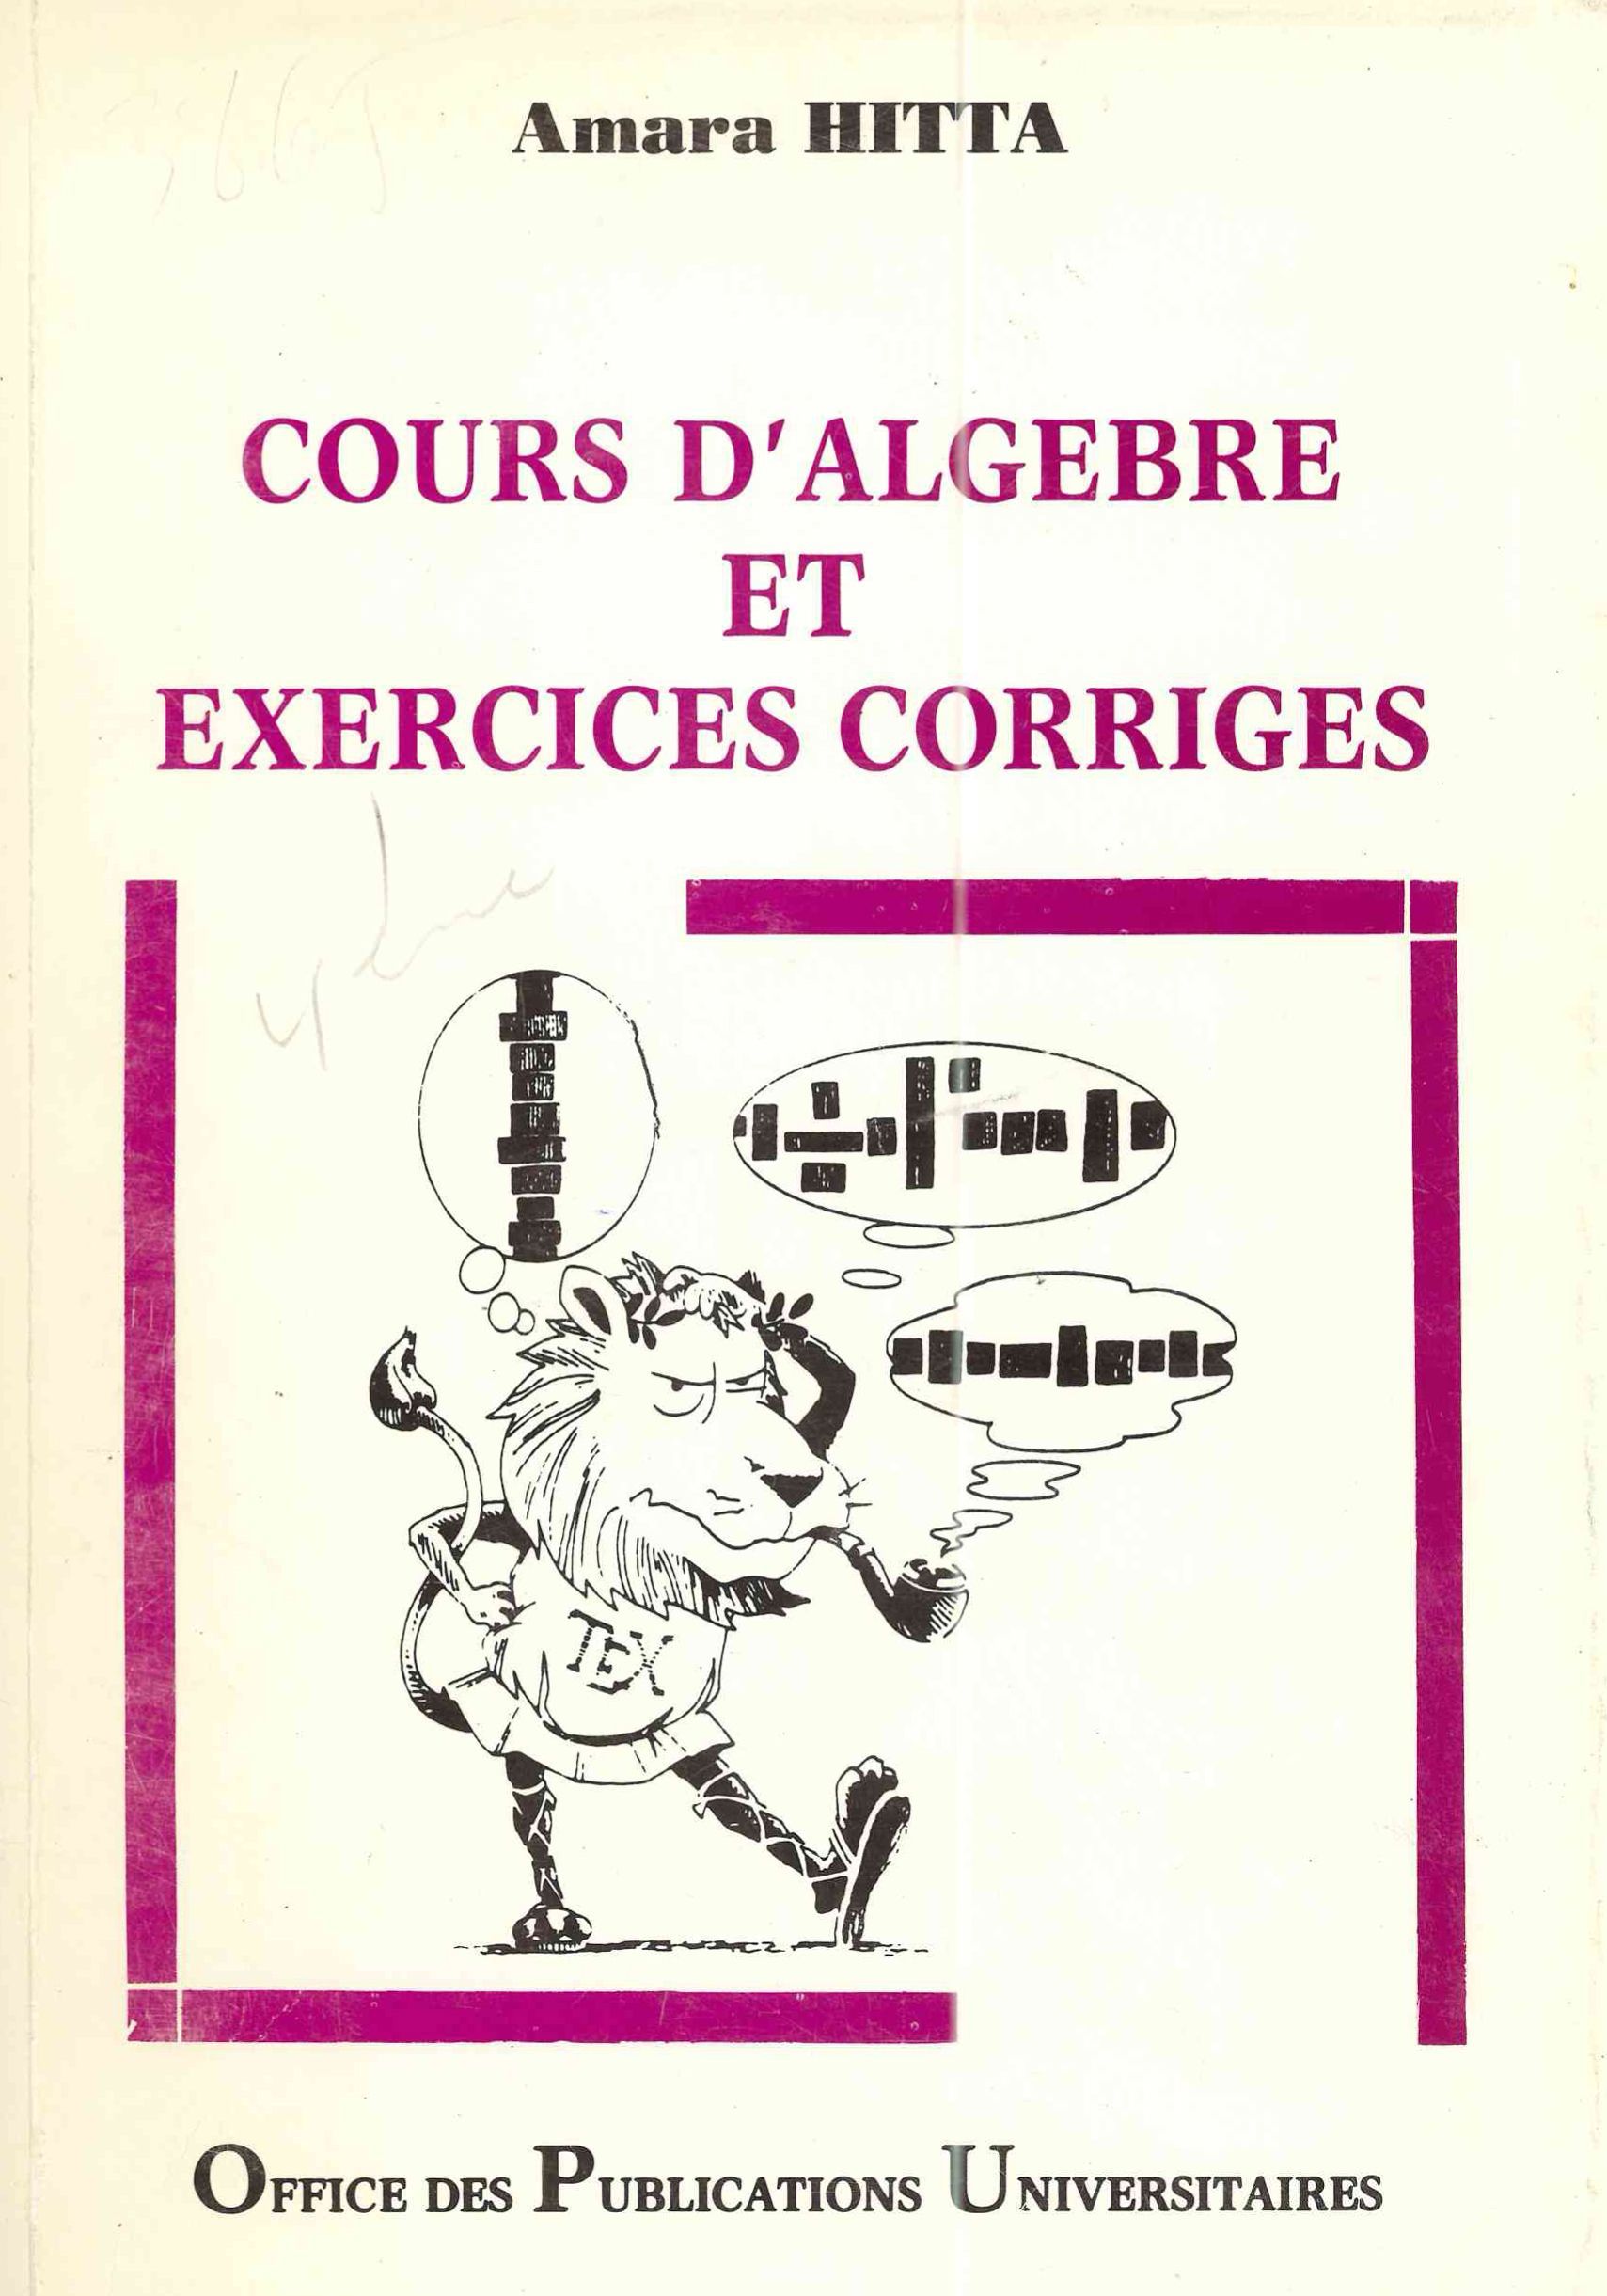 Amara HITTA
COURS D'ALGEBRE
ET
EXERCICES CORRIGES
TEX
OFFICE DES PUBLICATIONS UNIVERSITAIRES